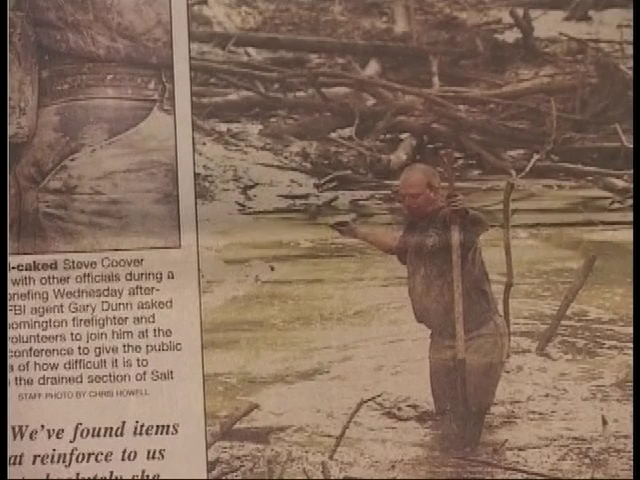 l-caked Steve Coover
with other officials during a
briefing Wednesday after-
FBI agent Gary Dunn asked
oomington firefighter and
volunteers to join him at the
conference to give the public
s of how difficult it is to
the drained section of Salt
STAFF PHOTO BY CHRIS HOWELL
We've found items
at reinforce to us
she